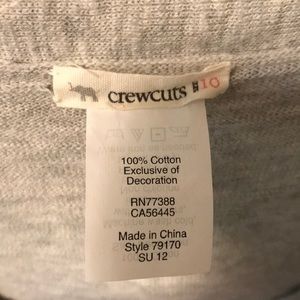 crewcuts 10
100% Cotton
Exclusive of
Decoration
RN77388
CA56445
Made in China
Style 79170
SU 12